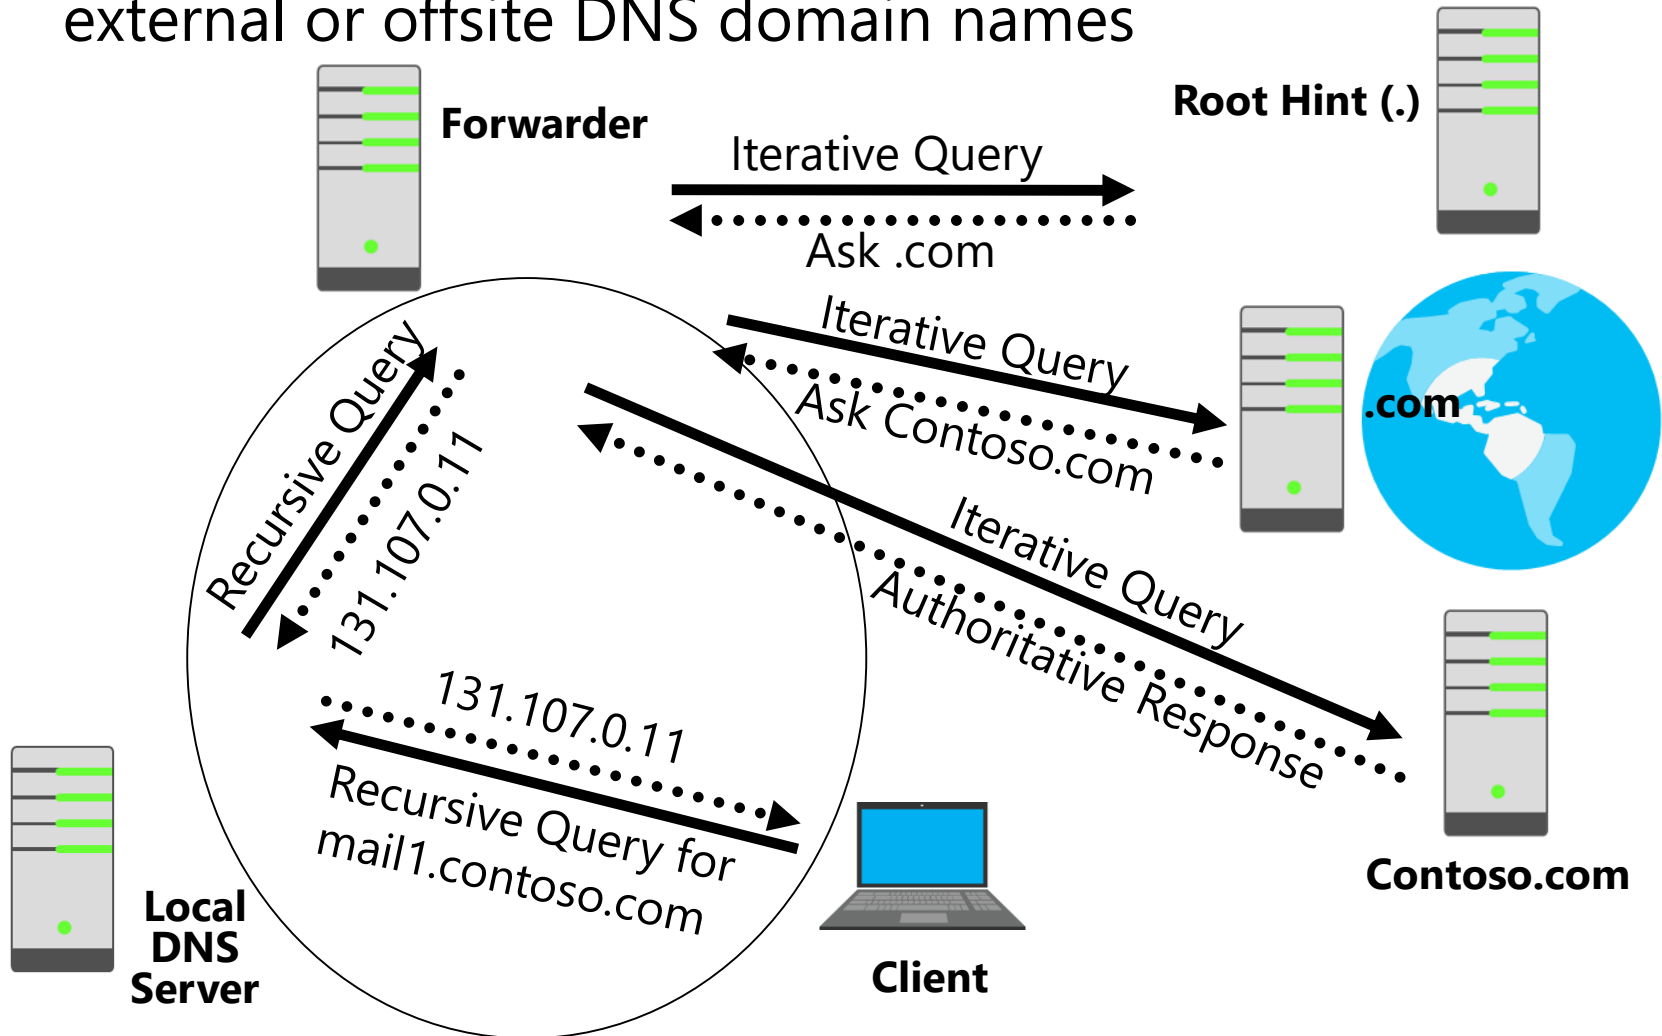 external or offsite DNS domain names
Forwarder
Root Hint (.)
Iterative Query
Ask .com
Iterative Query
Ask Contoso.com
.com
Recursive Query
131.107.0.11
Iterative Query
Authoritative Response
131.107.0.11
Recursive Query for
mail1.contoso.com
Contoso.com
Local
DNS
Server
Client